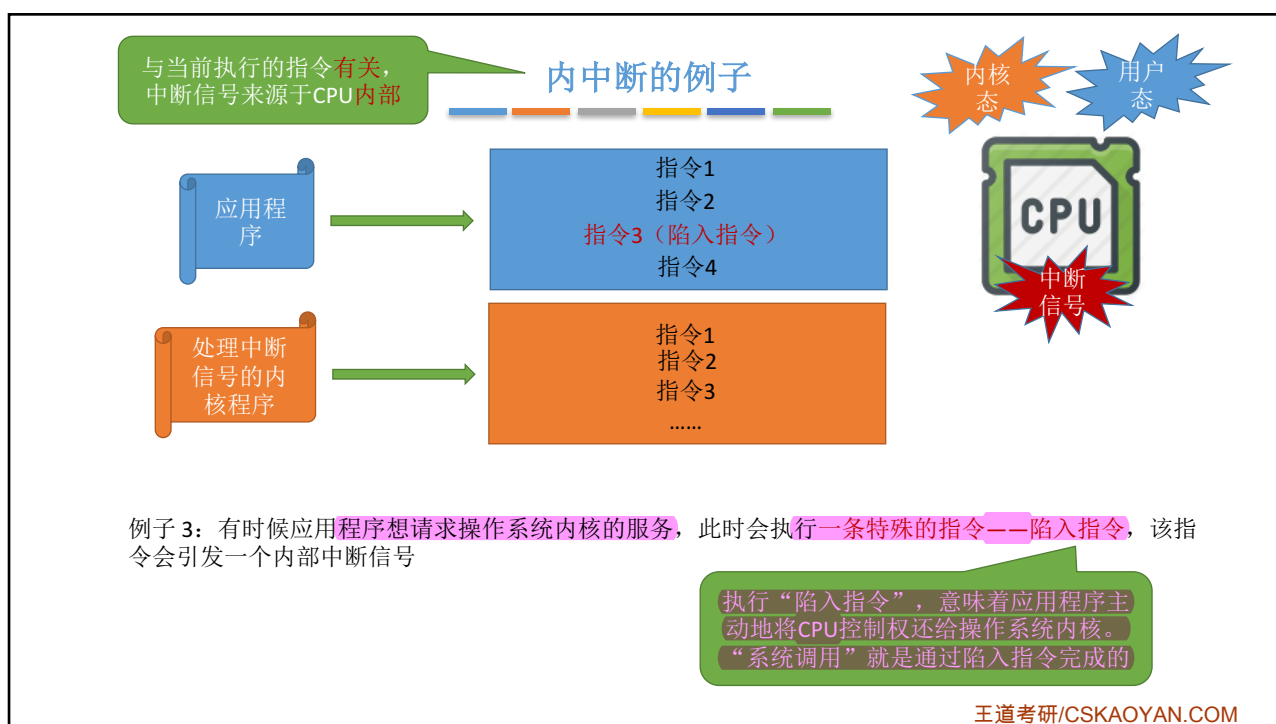 与当前执行的指令有关，
中断信号来源于CPU内部
内中断的例子
内核
态
用户
态
应用程
序
指令1
指令2
指令3（陷入指令）
指令4
CPU
中断
信号
处理中断
信号的内
核程序
指令1
指令2
指令3
……
例子 3：有时候应用程序想请求操作系统内核的服务，此时会执行一条特殊的指令——陷入指令，该指
令会引发一个内部中断信号
执行“陷入指令”，意味着应用程序主
动地将CPU控制权还给操作系统内核。
“系统调用”就是通过陷入指令完成的
王道考研/CSKAOYAN.COM